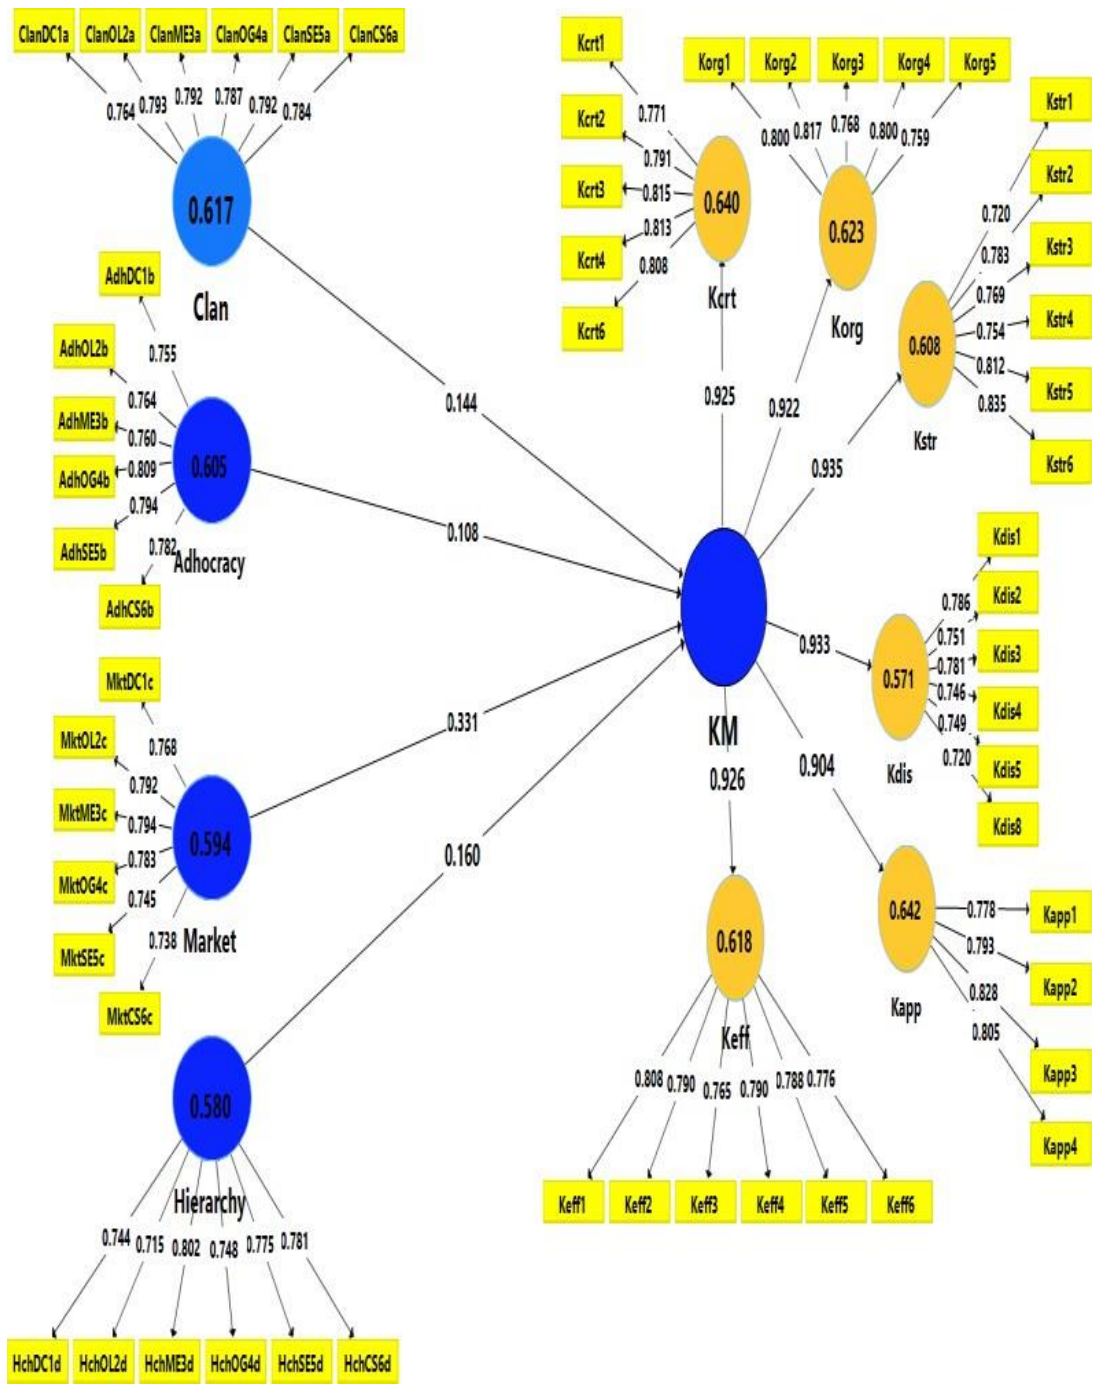 ClanDC1a ClanOL2a ClanME3a ClanOG4a ClanSE5a ClanCS6a
0.764 0.793 0.792 0.787 0.792 0.784
0.617
Clan
AdhDC1b
AdhOL2b
AdhME3b
AdhOG4b
AdhSE5b
AdhCS6b
0.755
0.764
0.760
0.809
0.794
0.782
0.605
Adhocracy
MktDC1c
MktOL2c
MktME3c
MktOG4c
MktSE5c
MktCS6c
0.768
0.792
0.794
0.783
0.745
0.738
0.594
Market
0.580
Hierarchy
0.744 0.715 0.802 0.748 0.775 0.781
HchDC1d HchOL2d HchME3d HchOG4d HchSE5d HchCS6d
0.144
0.108
0.331
0.160
KM
0.925
0.922
0.935
0.933
0.904
0.926
Kcrt1
Kcrt2
Kcrt3
Kcrt4
Kcrt6
0.771
0.791
0.815
0.813
0.808
0.640
Kcrt
Korg1 Korg2 Korg3 Korg4 Korg5
0.800 0.817 0.768 0.800 0.759
0.623
Korg
Kstr1
Kstr2
Kstr3
Kstr4
Kstr5
Kstr6
0.720
0.783
0.769
0.754
0.812
0.835
0.608
Kstr
Kdis1
Kdis2
Kdis3
Kdis4
Kdis5
Kdis8
0.786
0.751
0.781
0.746
0.749
0.720
0.571
Kdis
0.642
Kapp
0.778
0.793
0.828
0.805
Kapp1
Kapp2
Kapp3
Kapp4
0.618
Keff
0.808 0.790 0.765 0.790 0.788 0.776
Keff1 Keff2 Keff3 Keff4 Keff5 Keff6